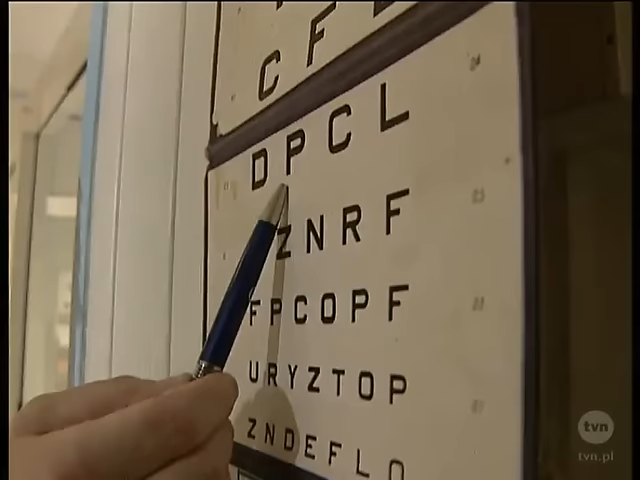 C F
D P C L
Z N R F
F P C O P F
U R Y Z T O P
Z N D E F L O
tvn
tvn.pl